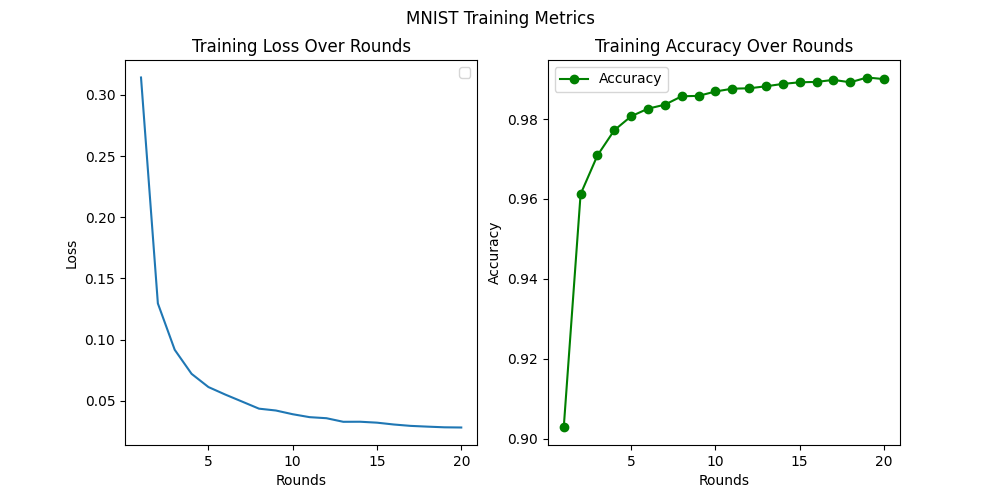 MNIST Training Metrics
Training Loss Over Rounds
0.30
0.25
0.20
0.15
0.10
0.05
Loss
5 10 15 20
Rounds
Training Accuracy Over Rounds
Accuracy
0.98
0.96
0.94
0.92
0.90
Accuracy
5 10 15 20
Rounds